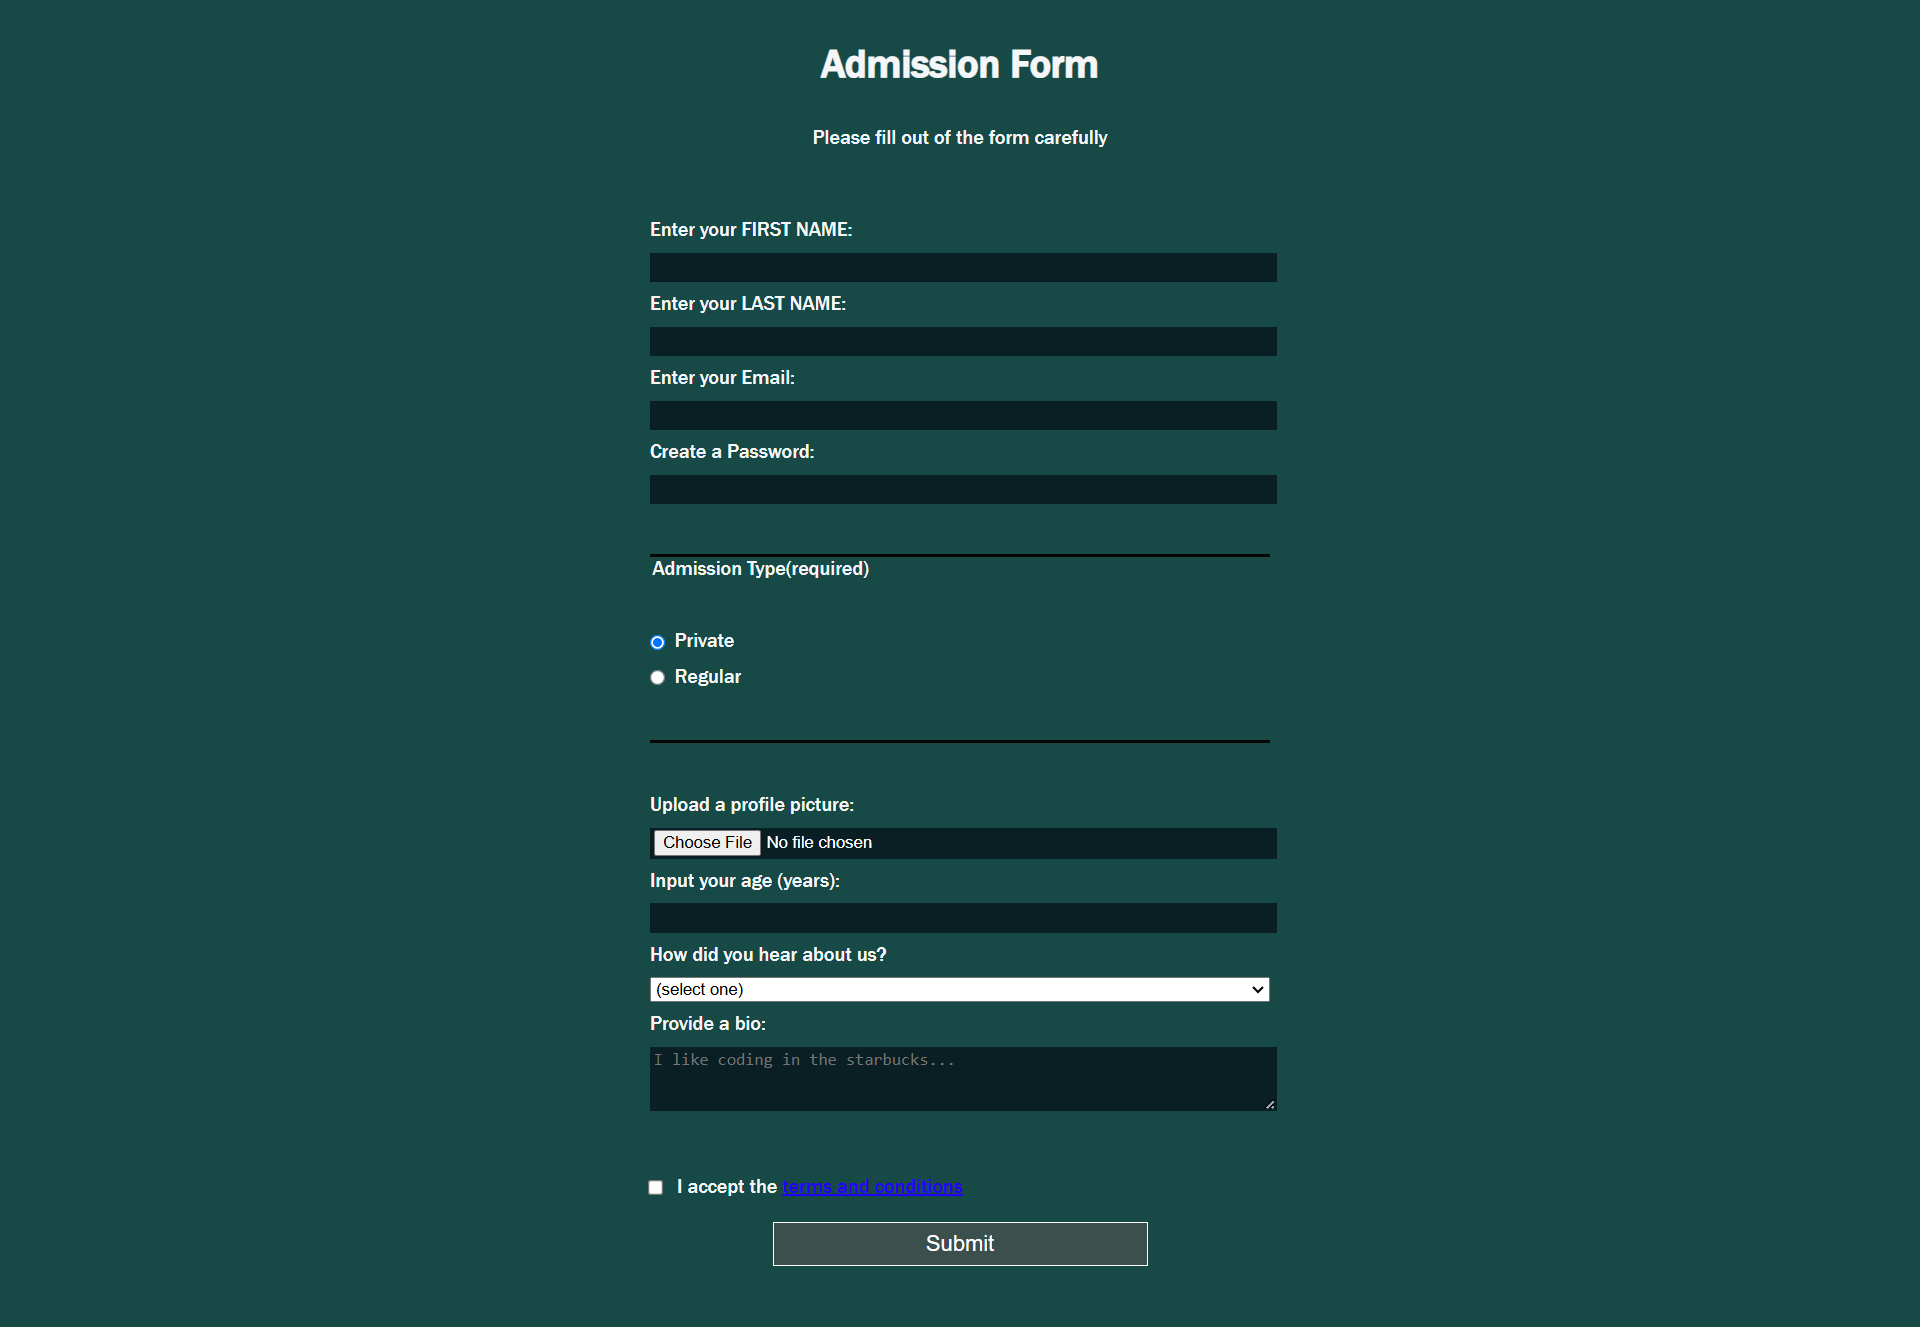 Admission Form
Please fill out of the form carefully
Enter your FIRST NAME:
Enter your LAST NAME:
Enter your Email:
Create a Password:
Admission Type(required)
Private
Regular
Upload a profile picture:
Choose File No file chosen
Input your age (years):
How did you hear about us?
(select one)
Provide a bio:
I like coding in the starbucks...
I accept the terms and conditions
Submit